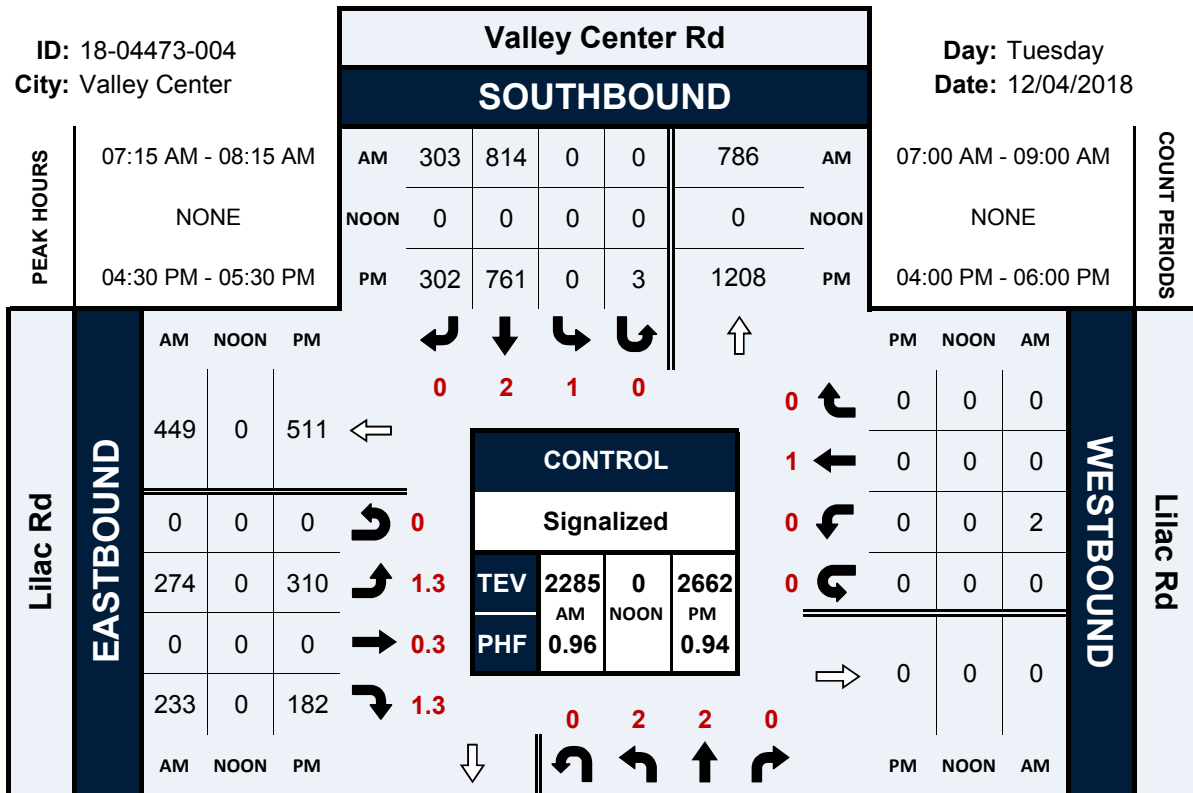 ID: 18-04473-004
City: Valley Center
Valley Center Rd
SOUTHBOUND
Day: Tuesday
Date: 12/04/2018
PEAK HOURS
07:15 AM - 08:15 AM
NONE
04:30 PM - 05:30 PM
AM 303 814 0 0 786 AM
NOON 0 0 0 0 0 NOON
PM 302 761 0 3 1208 PM
07:00 AM - 09:00 AM
NONE
04:00 PM - 06:00 PM
COUNT PERIODS
0 2 1 0
Lilac Rd
EASTBOUND
AM NOON PM
449 0 511
0 0 0 0
274 0 310 1.3
0 0 0 0.3
233 0 182 1.3
AM NOON PM
CONTROL
Signalized
TEV 2285 0 2662
AM NOON PM
PHF 0.96 0.94
PM NOON AM
0 0 0 0
1 0 0 0
0 0 0 2
0 0 0 0
0 0 0
PM NOON AM
WESTBOUND
Lilac Rd
0 2 2 0